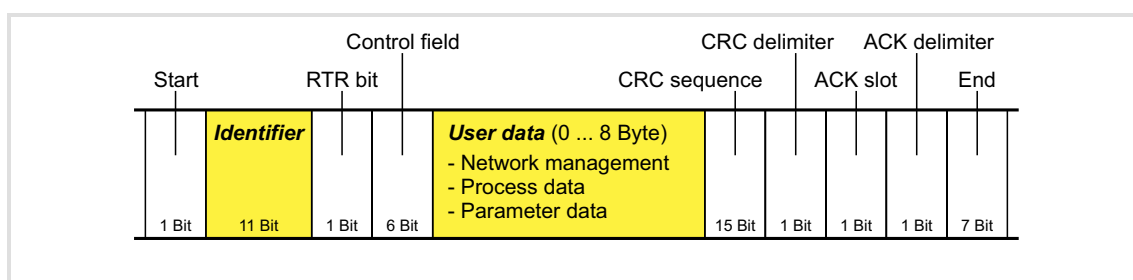 Control field CRC delimiter ACK delimiter
Start RTR bit CRC sequence ACK slot End
Identifier User data (0 ... 8 Byte)
- Network management
- Process data
- Parameter data
1 Bit 11 Bit 1 Bit 6 Bit 15 Bit 1 Bit 1 Bit 1 Bit 7 Bit